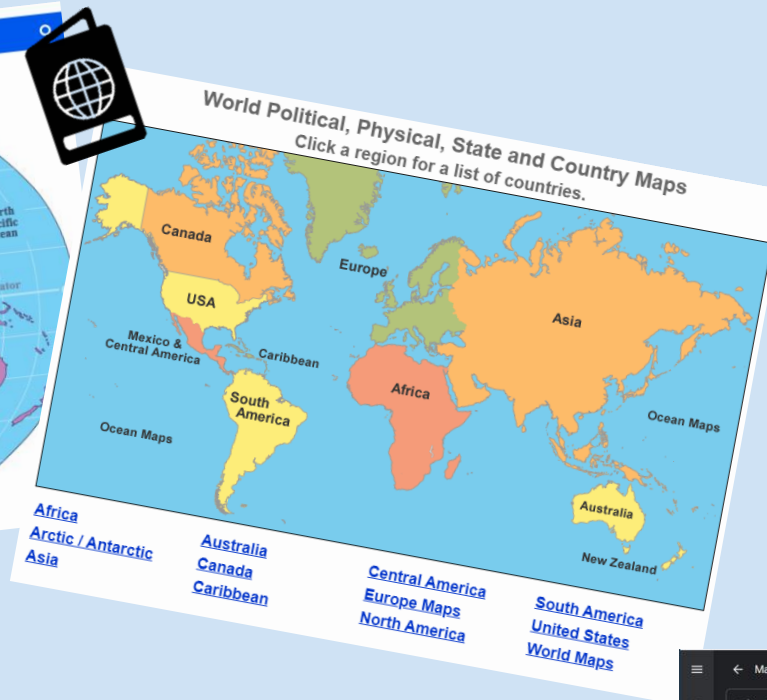 World Political, Physical, State and Country Maps
Click a region for a list of countries.
Canada
USA
Mexico &
Central America
Caribbean
South
America
Ocean Maps
Europe
Africa
Asia
Ocean Maps
Australia
New Zealand
Africa
Arctic / Antarctic
Asia
Australia
Canada
Caribbean
Central America
Europe Maps
North America
South America
United States
World Maps